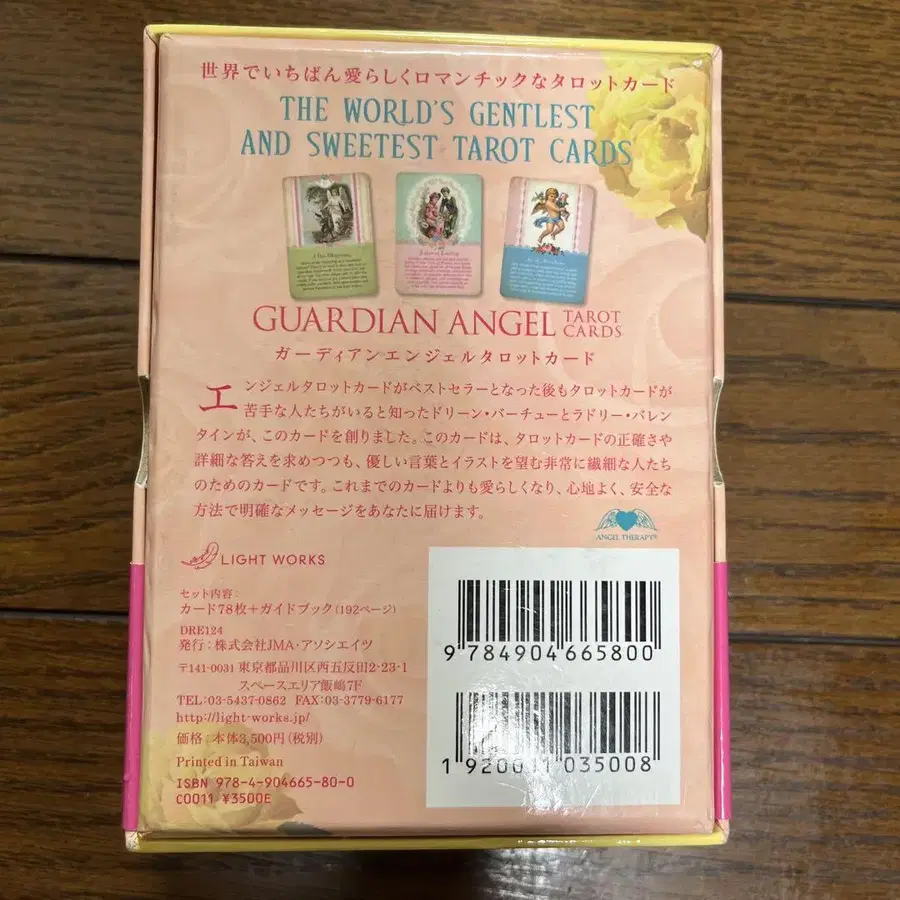 世界でいちばん愛らしくロマンチックなタロットカード
THE WORLD'S GENTLEST
AND SWEETEST TAROT CARDS
GUARDIAN ANGEL TAROT CARDS
ガーディアンエンジェルタロットカード
エンジェルタロットカードがベストセラーとなった後もタロットカードが
苦手な人たちがいると知ったドリーン・バーチューとラドリー・バレン
タインが、このカードを創りました。このカードは、タロットカードの正確さや
詳細な答えを求めつつも、優しい言葉とイラストを望む非常に繊細な人たち
のためのカードです。これまでのカードよりも愛らしくなり、心地よく、安全な
方法で明確なメッセージをあなたに届けます。
ANGEL THERAPY®
LIGHT WORKS
セット内容:
カード78枚+ガイドブック(192ページ)
DRE124
発行:株式会社JMA・アソシエイツ
〒141-0031 東京都品川区西五反田2-23-1
スペースエリア飯嶋7F
TEL:03-5437-0862 FAX:03-3779-6177
http://light-works.jp/
価格:本体3,500円(税別)
Printed in Taiwan
ISBN 978-4-904665-80-0
C0011 ¥3500E
9 784904 665800
1 920011 035008